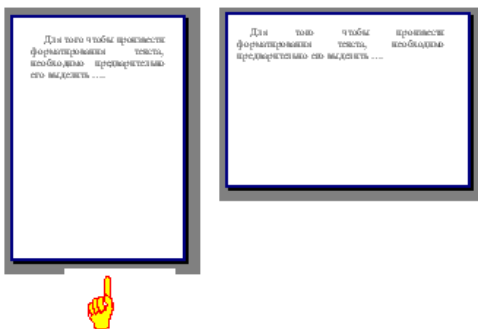 Для того чтобы произвести
форматирования текста,
необходимо предварительно
его выделить ….
Для того чтобы произвести
форматирования текста, необходимо
предварительно его выделить ….